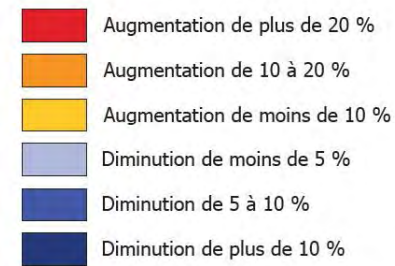 Augmentation de plus de 20 %
Augmentation de 10 à 20 %
Augmentation de moins de 10 %
Diminution de moins de 5 %
Diminution de 5 à 10 %
Diminution de plus de 10 %